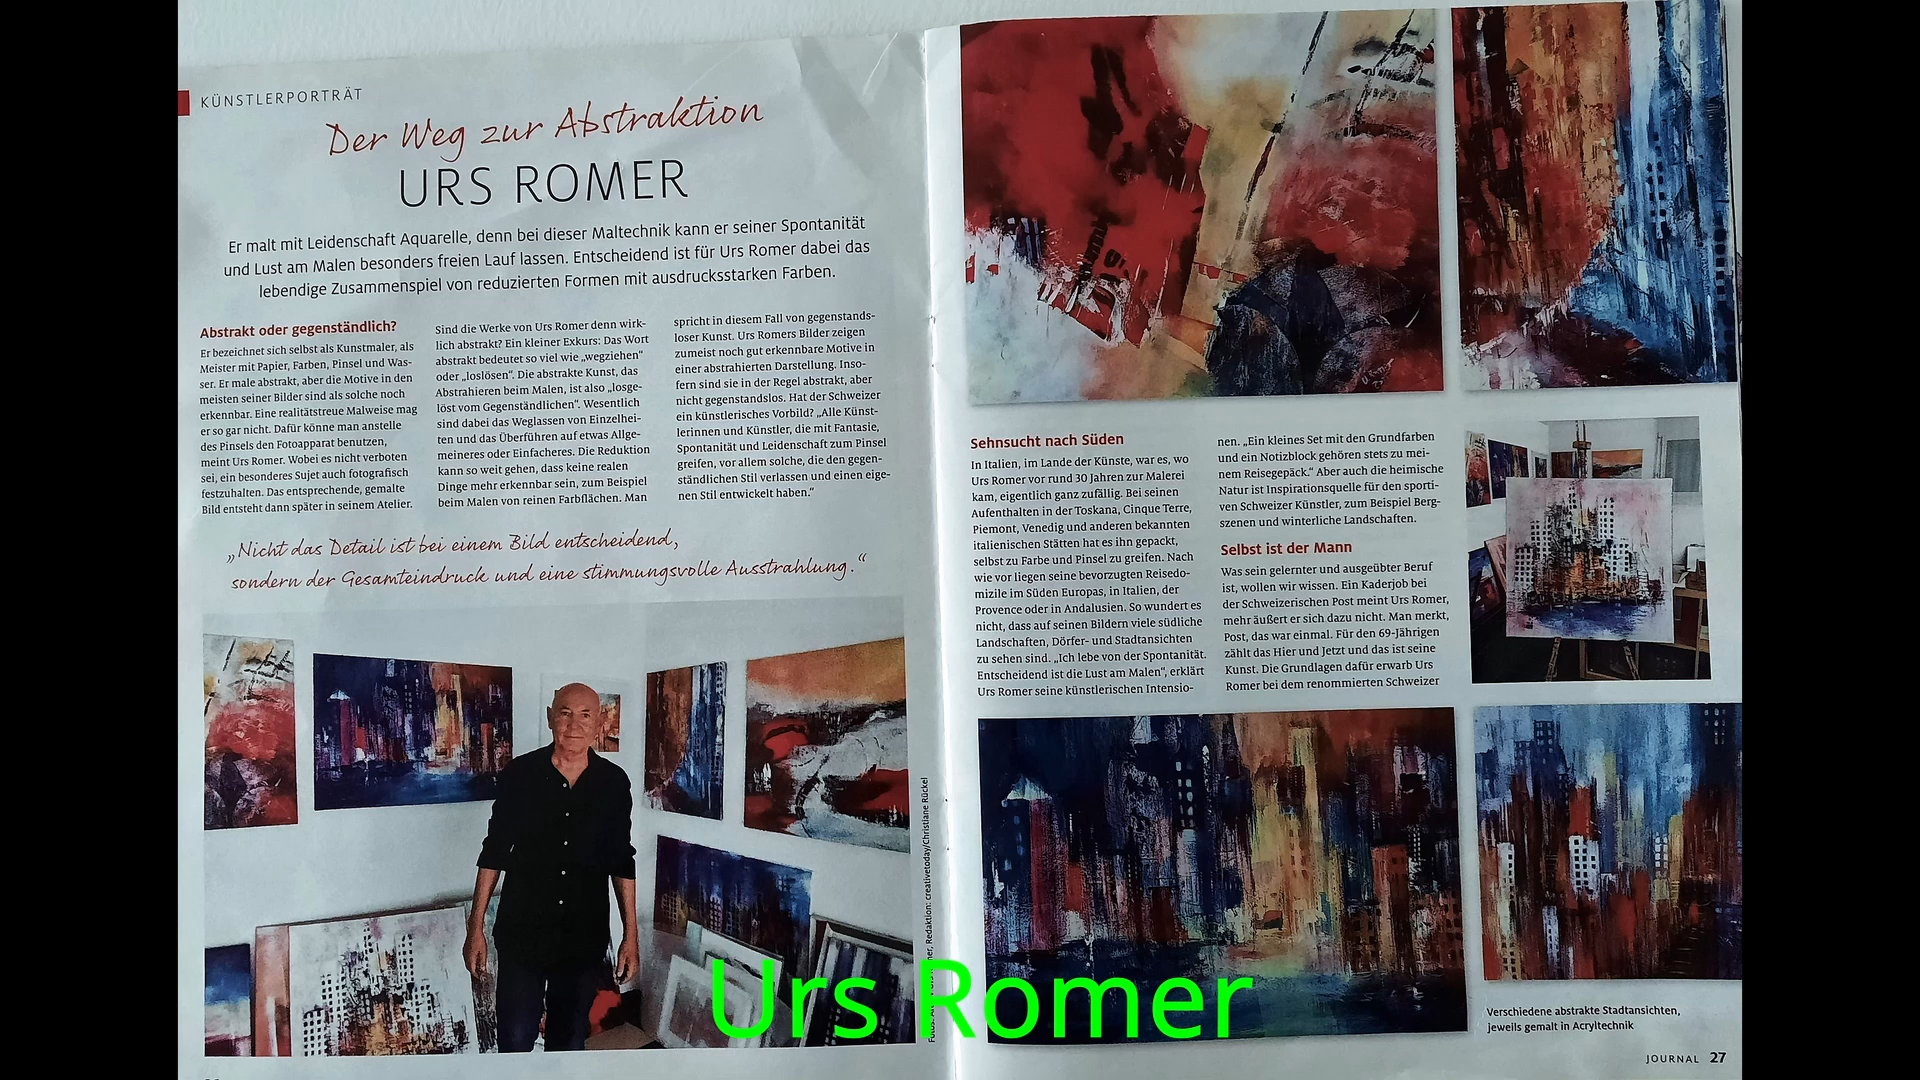 KÜNSTLERPORTRÄT
Der Weg zur Abstraktion
URS ROMER
Er malt mit Leidenschaft Aquarelle, denn bei dieser Maltechnik kann er seiner Spontanität
und Lust am Malen besonders freien Lauf lassen. Entscheidend ist für Urs Romer dabei das
lebendige Zusammenspiel von reduzierten Formen mit ausdrucksstarken Farben.
Abstrakt oder gegenständlich?
Er bezeichnet sich selbst als Kunstmaler, als
Meister mit Papier, Farben, Pinsel und Was-
ser. Er male abstrakt, aber die Motive in den
meisten seiner Bilder sind als solche noch
erkennbar. Eine realitätstreue Malweise mag
er so gar nicht. Dafür könne man anstelle
des Pinsels den Fotoapparat benutzen,
meint Urs Romer. Wobei es nicht verboten
sei, ein besonderes Sujet auch fotografisch
festzuhalten. Das entsprechende, gemalte
Bild entsteht dann später in seinem Atelier.
Sind die Werke von Urs Romer denn wirk-
lich abstrakt? Ein kleiner Exkurs: Das Wort
abstrakt bedeutet so viel wie „wegziehen“
oder „loslösen“. Die abstrakte Kunst, das
Abstrahieren beim Malen, ist also „losge-
löst vom Gegenständlichen“. Wesentlich
sind dabei das Weglassen von Einzelhei-
ten und das Überführen auf etwas Allge-
meineres oder Einfacheres. Die Reduktion
kann so weit gehen, dass keine realen
Dinge mehr erkennbar sein, zum Beispiel
beim Malen von reinen Farbflächen. Man
spricht in diesem Fall von gegenstands-
loser Kunst. Urs Romers Bilder zeigen
zumeist noch gut erkennbare Motive in
einer abstrahierten Darstellung. Inso-
fern sind sie in der Regel abstrakt, aber
nicht gegenstandslos. Hat der Schweizer
ein künstlerisches Vorbild? „Alle Künst-
lerinnen und Künstler, die mit Fantasie,
Spontanität und Leidenschaft zum Pinsel
greifen, vor allem solche, die den gegen-
ständlichen Stil verlassen und einen eige-
nen Stil entwickelt haben.“
„Nicht das Detail ist bei einem Bild entscheidend,
sondern der Gesamteindruck und eine stimmungsvolle Ausstrahlung.“
Redaktion: creativetoday/Christiane Rückel
Sehnsucht nach Süden
In Italien, im Lande der Künste, war es, wo
Urs Romer vor rund 30 Jahren zur Malerei
kam, eigentlich ganz zufällig. Bei seinen
Aufenthalten in der Toskana, Cinque Terre,
Piemont, Venedig und anderen bekannten
italienischen Stätten hat es ihn gepackt,
selbst zu Farbe und Pinsel zu greifen. Nach
wie vor liegen seine bevorzugten Reisedo-
mizile im Süden Europas, in Italien, der
Provence oder in Andalusien. So wundert es
nicht, dass auf seinen Bildern viele südliche
Landschaften, Dörfer- und Stadtansichten
zu sehen sind. „Ich lebe von der Spontanität.
Entscheidend ist die Lust am Malen“, erklärt
Urs Romer seine künstlerischen Intensio-
nen. „Ein kleines Set mit den Grundfarben
und ein Notizblock gehören stets zu mei-
nem Reisegepäck.“ Aber auch die heimische
Natur ist Inspirationsquelle für den sporti-
ven Schweizer Künstler, zum Beispiel Berg-
szenen und winterliche Landschaften.
Selbst ist der Mann
Was sein gelernter und ausgeübter Beruf
ist, wollen wir wissen. Ein Kaderjob bei
der Schweizerischen Post meint Urs Romer,
mehr äußert er sich dazu nicht. Man merkt,
Post, das war einmal. Für den 69-Jährigen
zählt das Hier und Jetzt und das ist seine
Kunst. Die Grundlagen dafür erwarb Urs
Romer bei dem renommierten Schweizer
Verschiedene abstrakte Stadtansichten,
jeweils gemalt in Acryltechnik
JOURNAL 27
Urs Romer